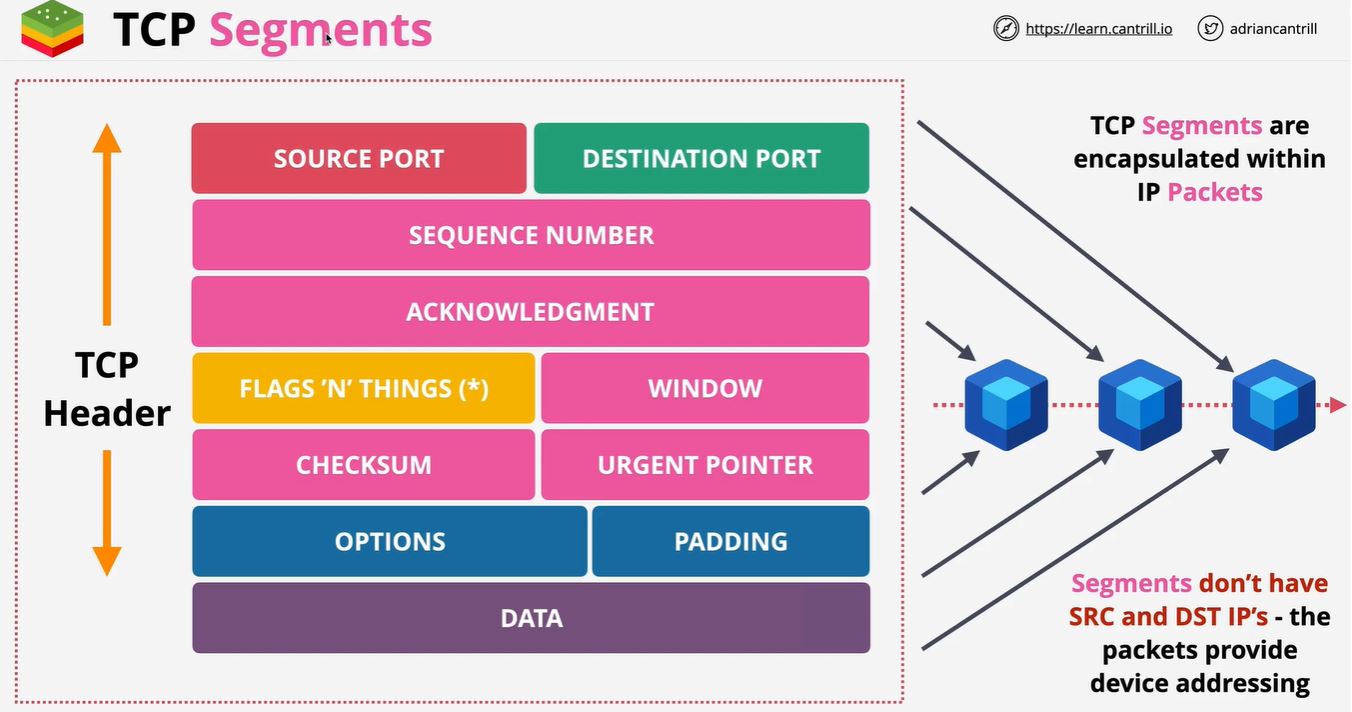 TCP Segments
https://learn.cantrill.io
adriancantrill
TCP
Header
SOURCE PORT
DESTINATION PORT
SEQUENCE NUMBER
ACKNOWLEDGMENT
FLAGS ’N’ THINGS (*)
WINDOW
CHECKSUM
URGENT POINTER
OPTIONS
PADDING
DATA
TCP Segments are
encapsulated within
IP Packets
Segments don’t have
SRC and DST IP’s - the
packets provide
device addressing